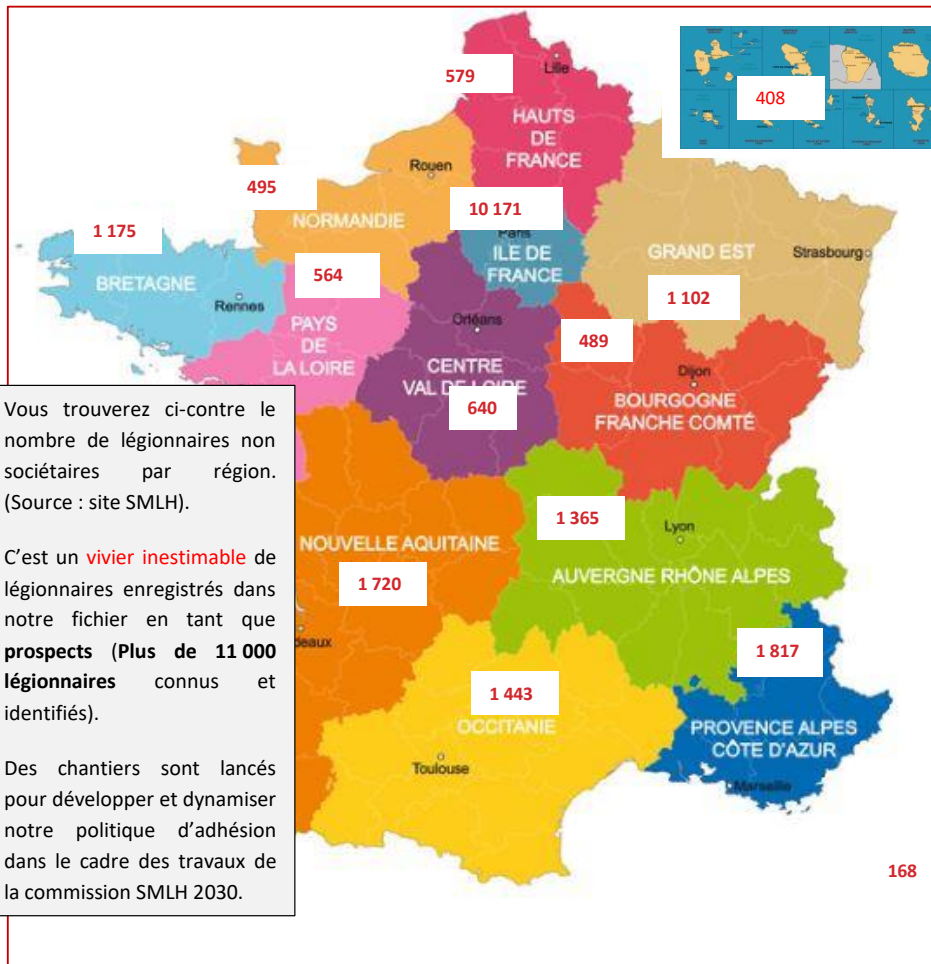 579
Lille
408
HAUTS
DE
FRANCE
Rouen
495
NORMANDIE
10 171
Paris
ILE DE
FRANCE
1 175
GRAND EST
Strasbourg
BRETAGNE
564
1 102
Rennes
PAYS
DE
LA LOIRE
Orléans
489
CENTRE
VAL DE LOIRE
640
Dijon
BOURGOGNE
FRANCHE COMTÉ
Vous trouverez ci-contre le
nombre de légionnaires non
sociétaires par région.
(Source : site SMLH).
C’est un vivier inestimable de
légionnaires enregistrés dans
notre fichier en tant que
prospects (Plus de 11 000
légionnaires connus et
identifiés).
Des chantiers sont lancés
pour développer et dynamiser
notre politique d’adhésion
dans le cadre des travaux de
la commission SMLH 2030.
1 365
Lyon
NOUVELLE AQUITAINE
AUVERGNE RHÔNE ALPES
1 720
deaux
1 817
1 443
OCCITANIE
PROVENCE ALPES
CÔTE D'AZUR
Toulouse
Marseille
168